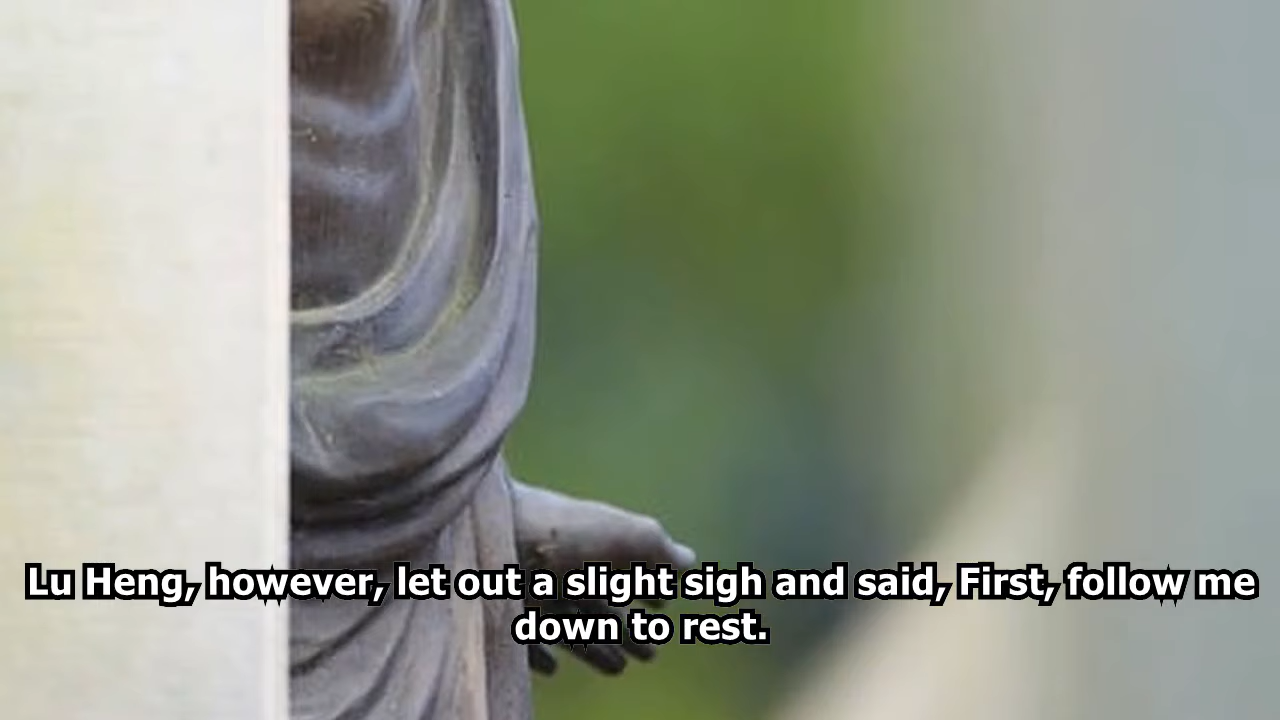 Lu Heng, however, let out a slight sigh and said, First, follow me
down to rest.